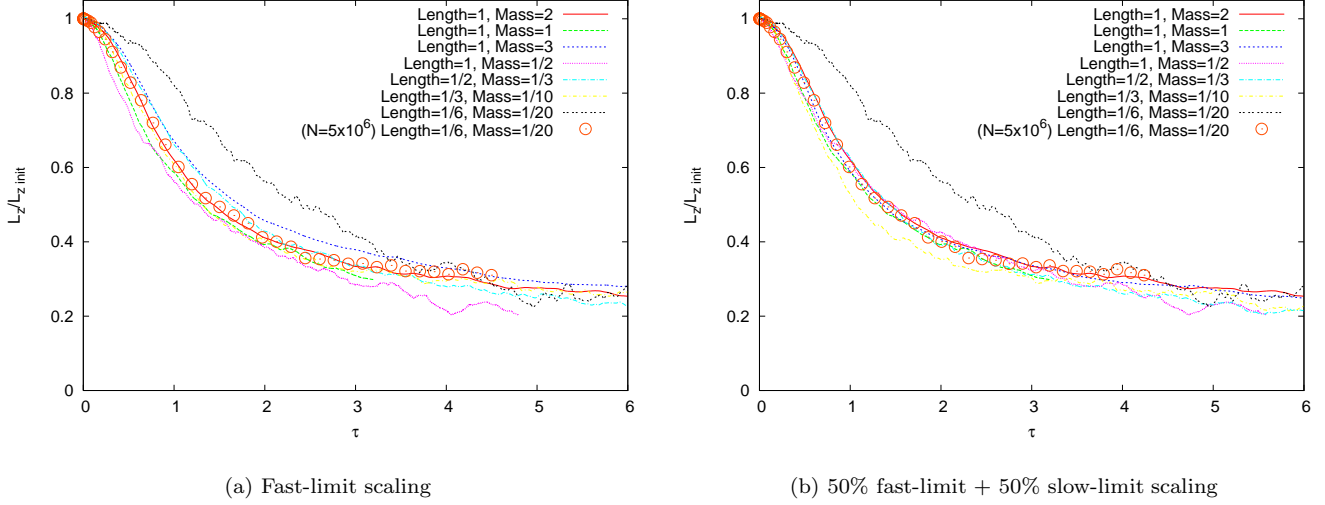 1
0.8
0.6
0.4
0.2
0
L_z/L_z init
0 1 2 3 4 5 6
τ
Length=1, Mass=2
Length=1, Mass=1
Length=1, Mass=3
Length=1, Mass=1/2
Length=1/2, Mass=1/3
Length=1/3, Mass=1/10
Length=1/6, Mass=1/20
(N=5x10^6) Length=1/6, Mass=1/20
(a) Fast-limit scaling
1
0.8
0.6
0.4
0.2
0
L_z/L_z init
0 1 2 3 4 5 6
τ
Length=1, Mass=2
Length=1, Mass=1
Length=1, Mass=3
Length=1, Mass=1/2
Length=1/2, Mass=1/3
Length=1/3, Mass=1/10
Length=1/6, Mass=1/20
(N=5x10^6) Length=1/6, Mass=1/20
(b) 50% fast-limit + 50% slow-limit scaling